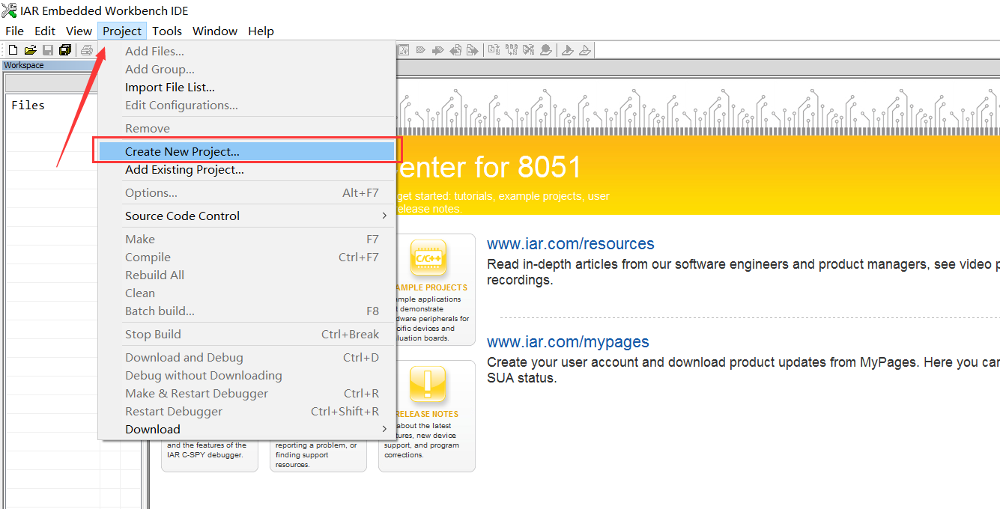 IAR Embedded Workbench IDE
File Edit View Project Tools Window Help
Workspace
Files
Add Files...
Add Group...
Import File List...
Edit Configurations...
Remove
Create New Project...
Add Existing Project...
Options... Alt+F7
Source Code Control
Make F7
Compile Ctrl+F7
Rebuild All
Clean
Batch build... F8
Stop Build Ctrl+Break
Download and Debug Ctrl+D
Debug without Downloading
Make & Restart Debugger Ctrl+R
Restart Debugger Ctrl+Shift+R
Download
enter for 8051
get started: tutorials, example projects, user
elease notes.
C/C++
AMPLE PROJECTS
mple applications
t demonstrate
dware peripherals for
cific devices and
luation boards.
RELEASE NOTES
about the latest
tures, new device
support, and program
corrections.
and the features of the
IAR C-SPY debugger.
reporting a problem, or
finding support
resources.
www.iar.com/resources
Read in-depth articles from our software engineers and product managers, see video p
recordings.
www.iar.com/mypages
Create your user account and download product updates from MyPages. Here you can
SUA status.